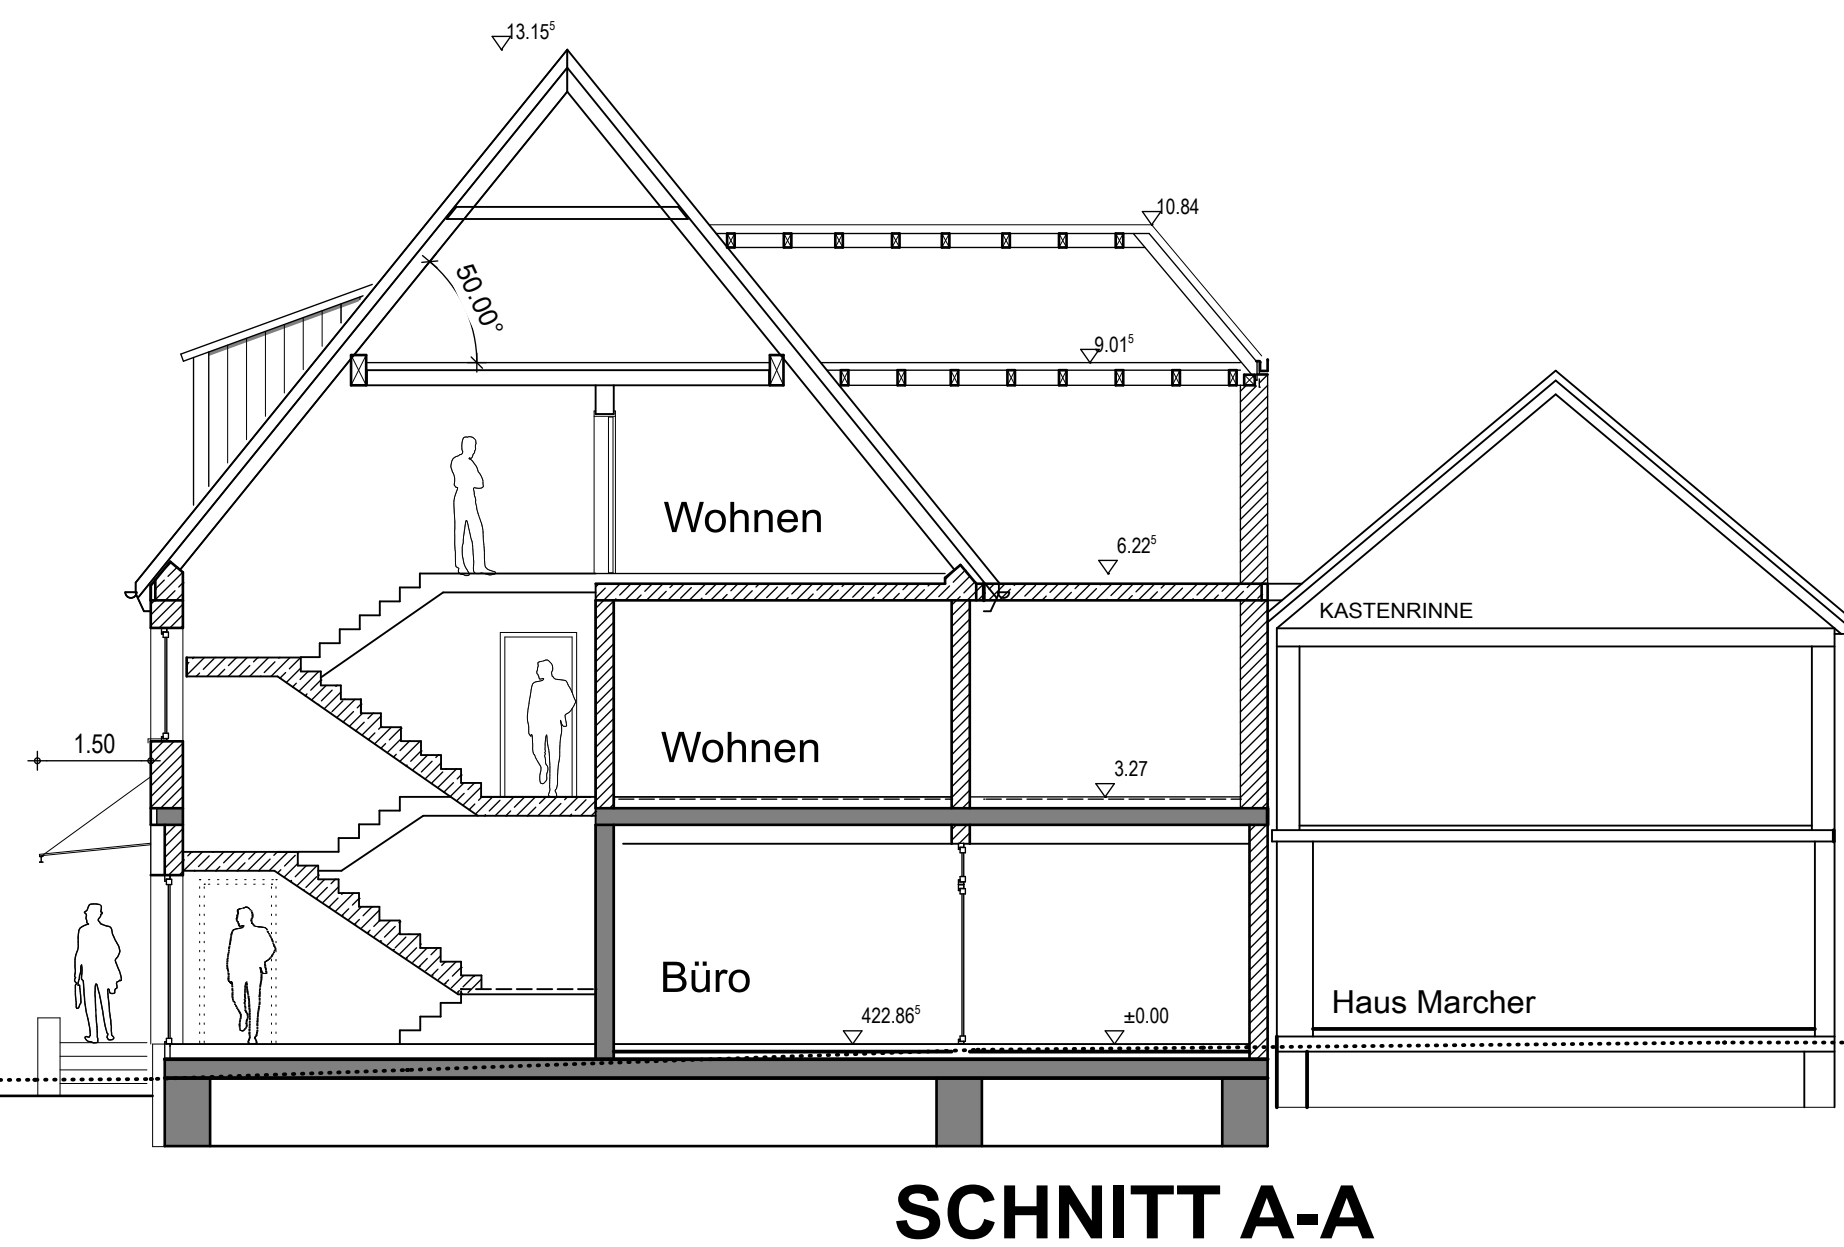 13.15⁵
10.84
50.00°
9.01⁵
Wohnen
6.22⁵
KASTENRINNE
1.50
Wohnen
3.27
Büro
422.86⁵
±0.00
Haus Marcher
SCHNITT A-A